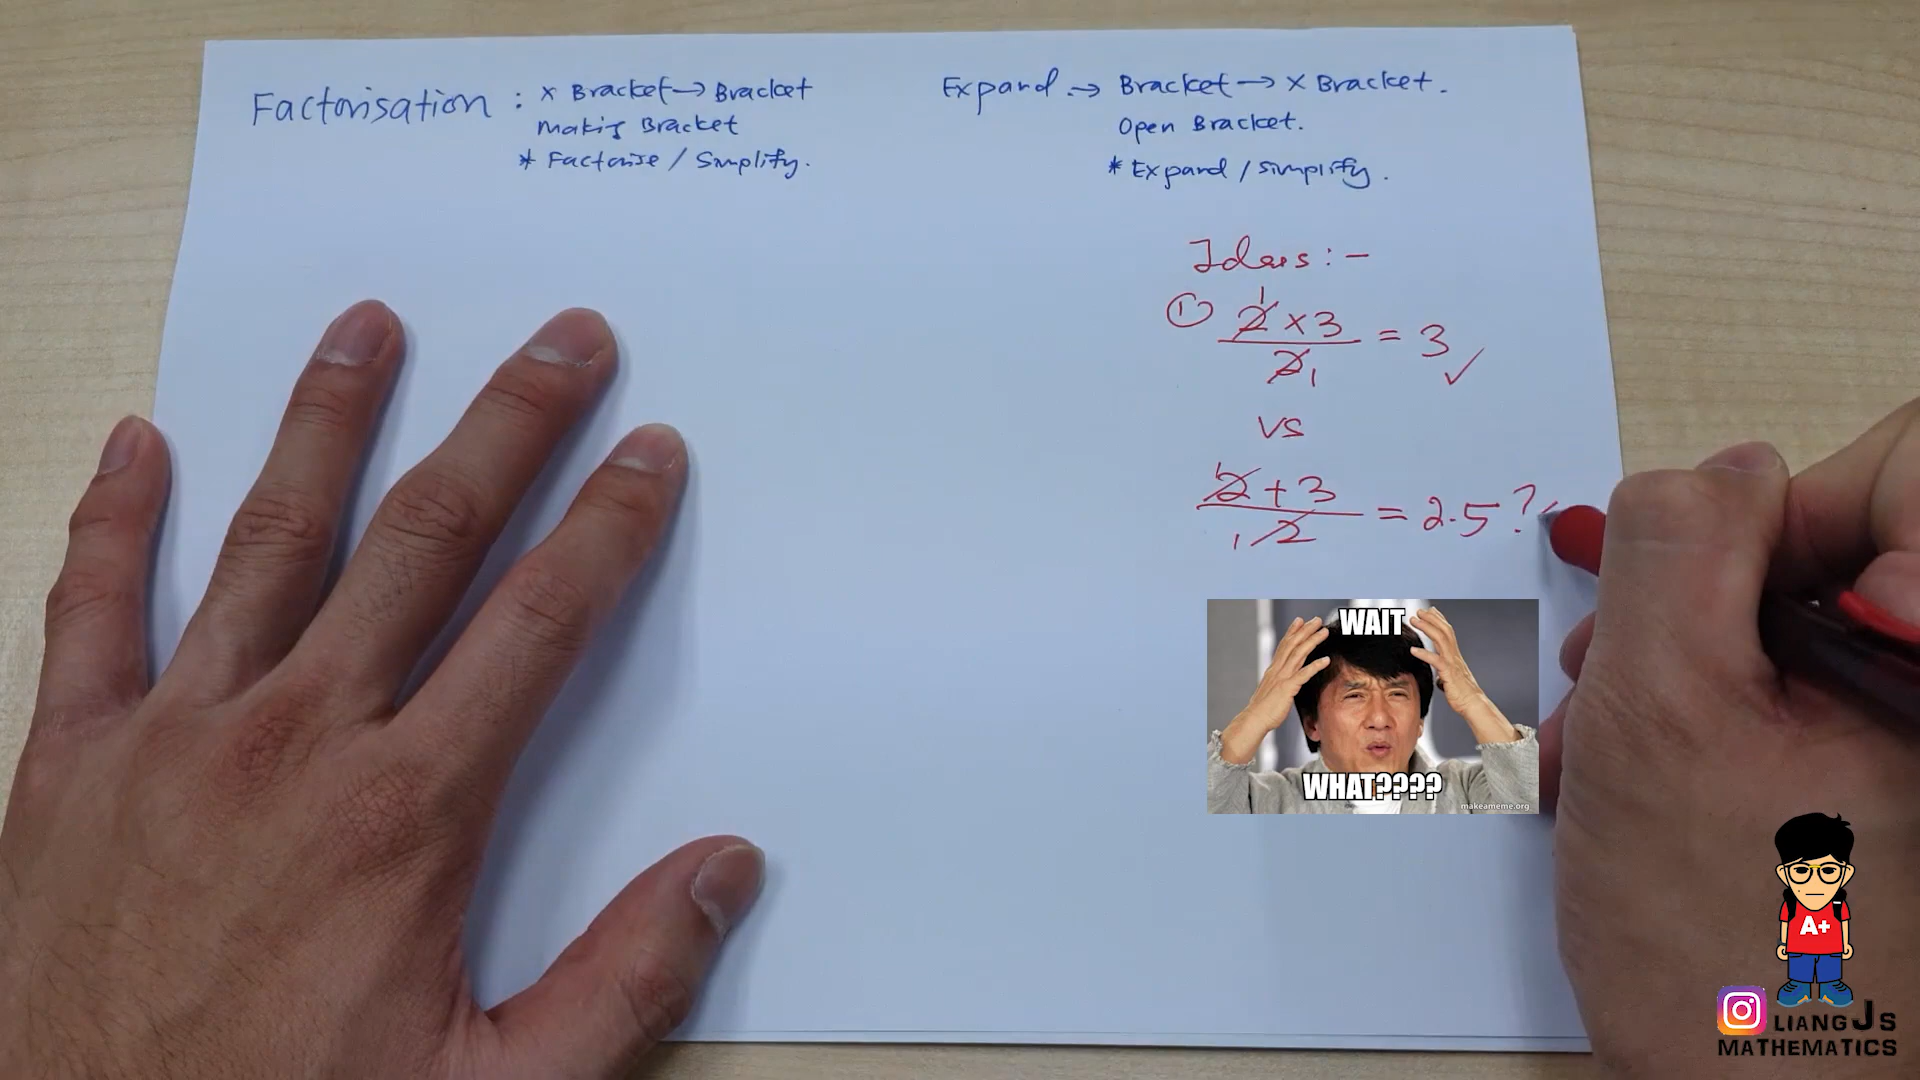 Factorisation : x Bracket → Bracket
Making Bracket
* Factorise / Simplify.
Expand → Bracket → x Bracket.
Open Bracket.
* Expand / simplify.
Ideas :-
① 2 x 3 / 2 = 3 ✓
1
1
vs
2 + 3 / 2 = 2.5 ?
1
1
WAIT
WHAT????
makeameme.org
A+
LIANG JS
MATHEMATICS